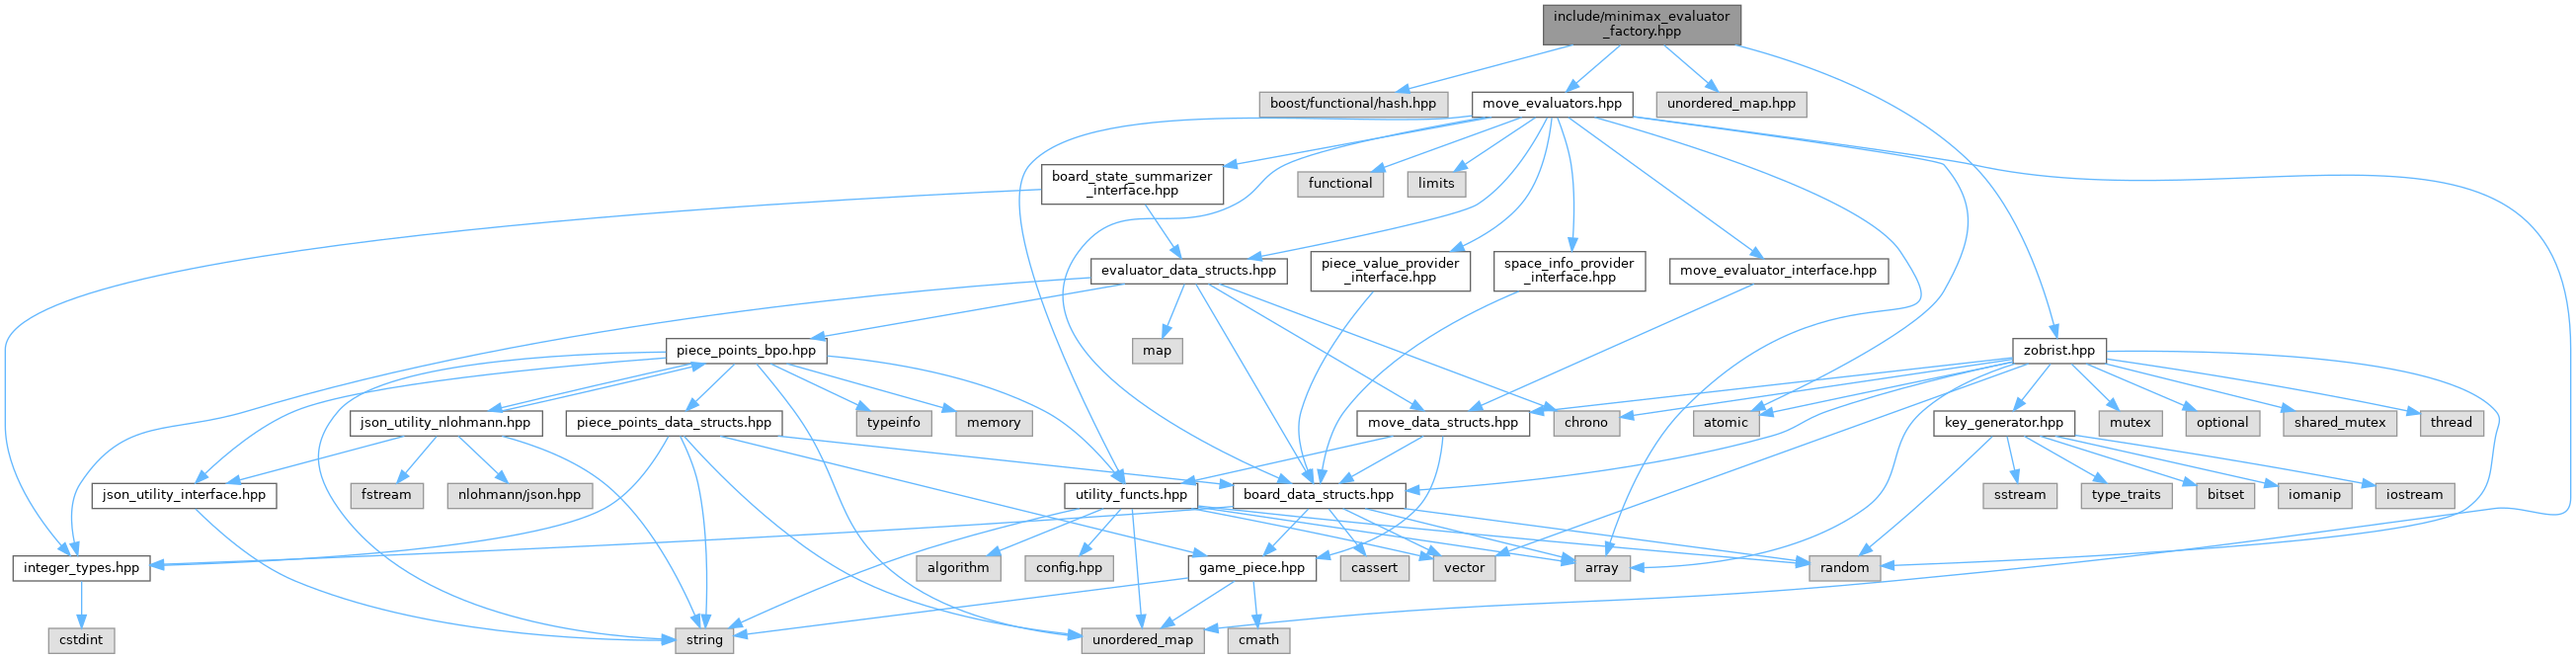 include/minimax_evaluator
_factory.hpp
boost/functional/hash.hpp
move_evaluators.hpp
unordered_map.hpp
board_state_summarizer
_interface.hpp
functional
limits
evaluator_data_structs.hpp
piece_value_provider
_interface.hpp
space_info_provider
_interface.hpp
move_evaluator_interface.hpp
piece_points_bpo.hpp
map
zobrist.hpp
json_utility_nlohmann.hpp
piece_points_data_structs.hpp
typeinfo
memory
move_data_structs.hpp
chrono
atomic
key_generator.hpp
mutex
optional
shared_mutex
thread
json_utility_interface.hpp
fstream
nlohmann/json.hpp
utility_functs.hpp
board_data_structs.hpp
sstream
type_traits
bitset
iomanip
iostream
integer_types.hpp
algorithm
config.hpp
game_piece.hpp
cassert
vector
array
random
cstdint
string
unordered_map
cmath